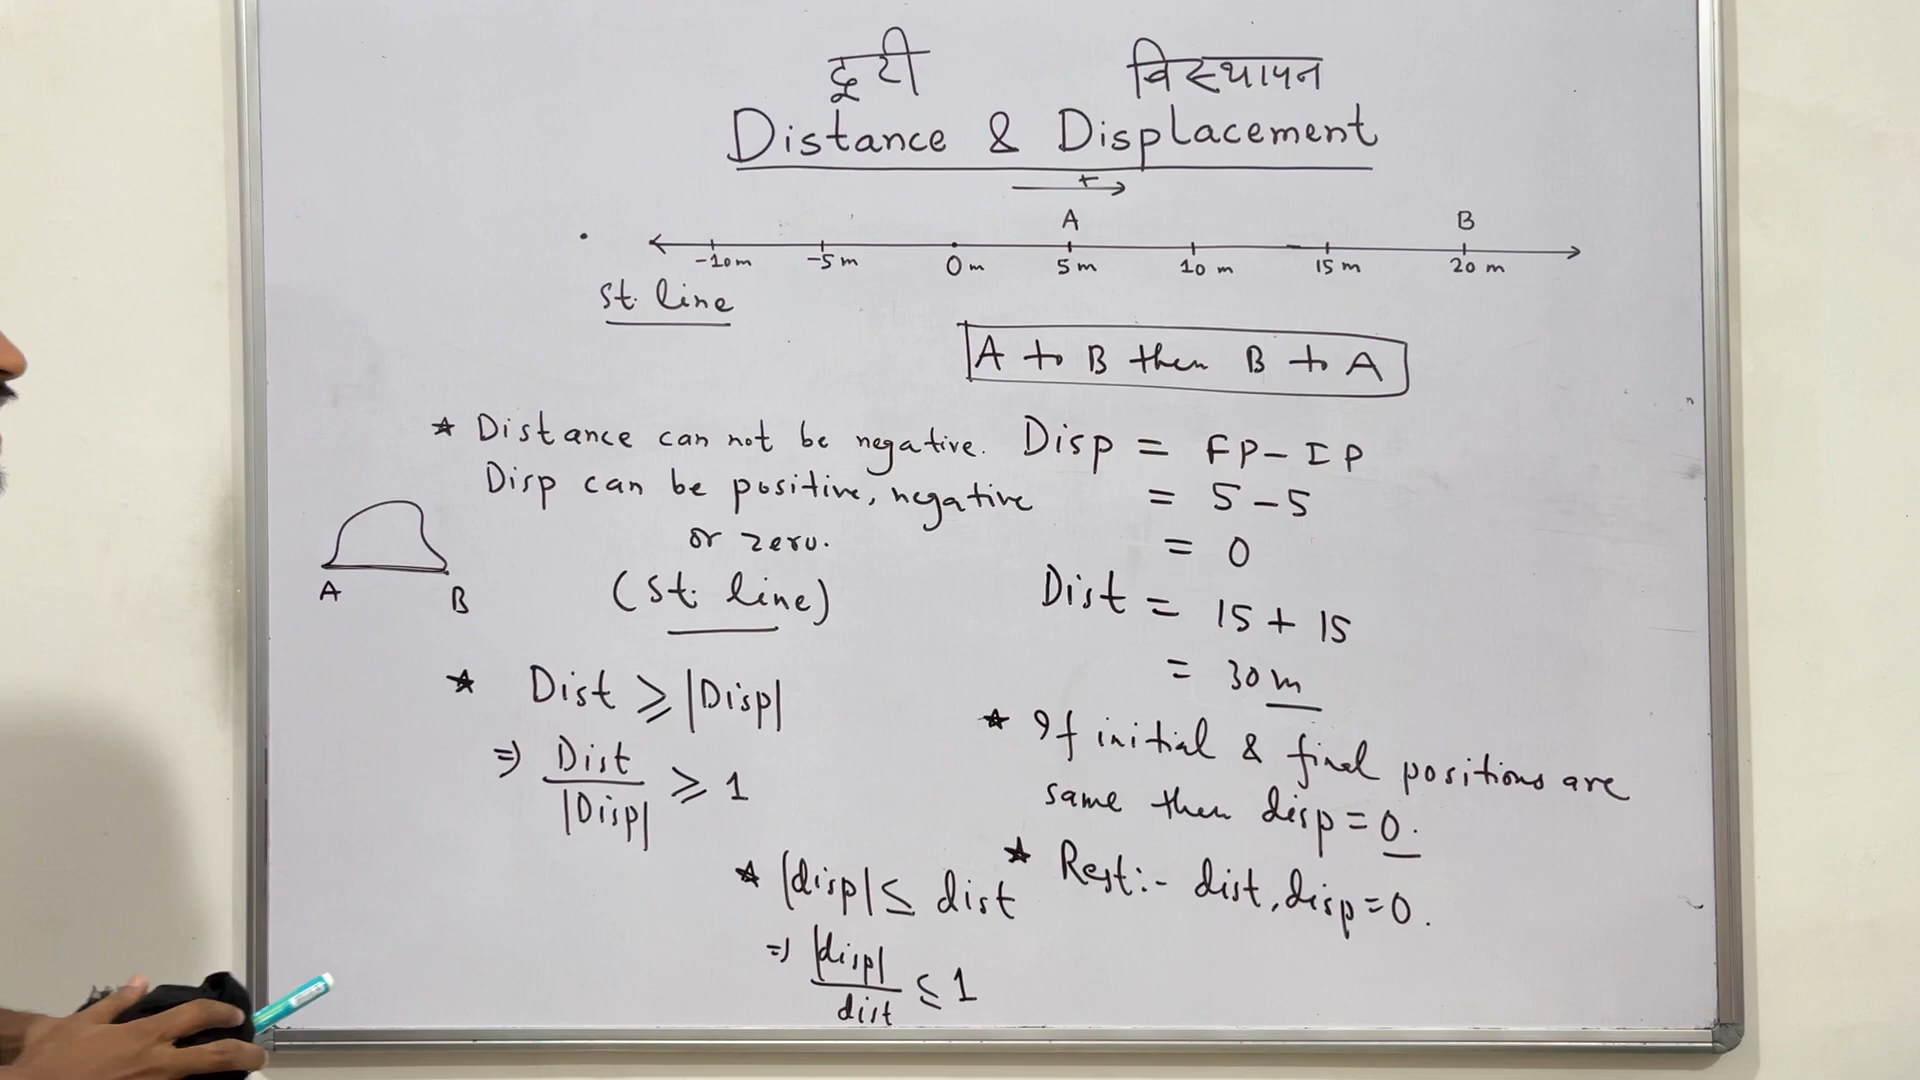 दूरी विस्थापन
Distance & Displacement
+
A B
-10m -5m 0m 5m 10m 15m 20m
st. line
A to B then B to A
* Distance can not be negative.
Disp can be positive, negative
or zero.
(st. line)
A B
* Dist ≥ |Disp|
⇒ Dist / |Disp| ≥ 1
* |disp| ≤ dist
⇒ |disp| / dist ≤ 1
Disp = FP - IP
= 5 - 5
= 0
Dist = 15 + 15
= 30 m
* If initial & final positions are
same then disp = 0.
* Rest:- dist, disp = 0.